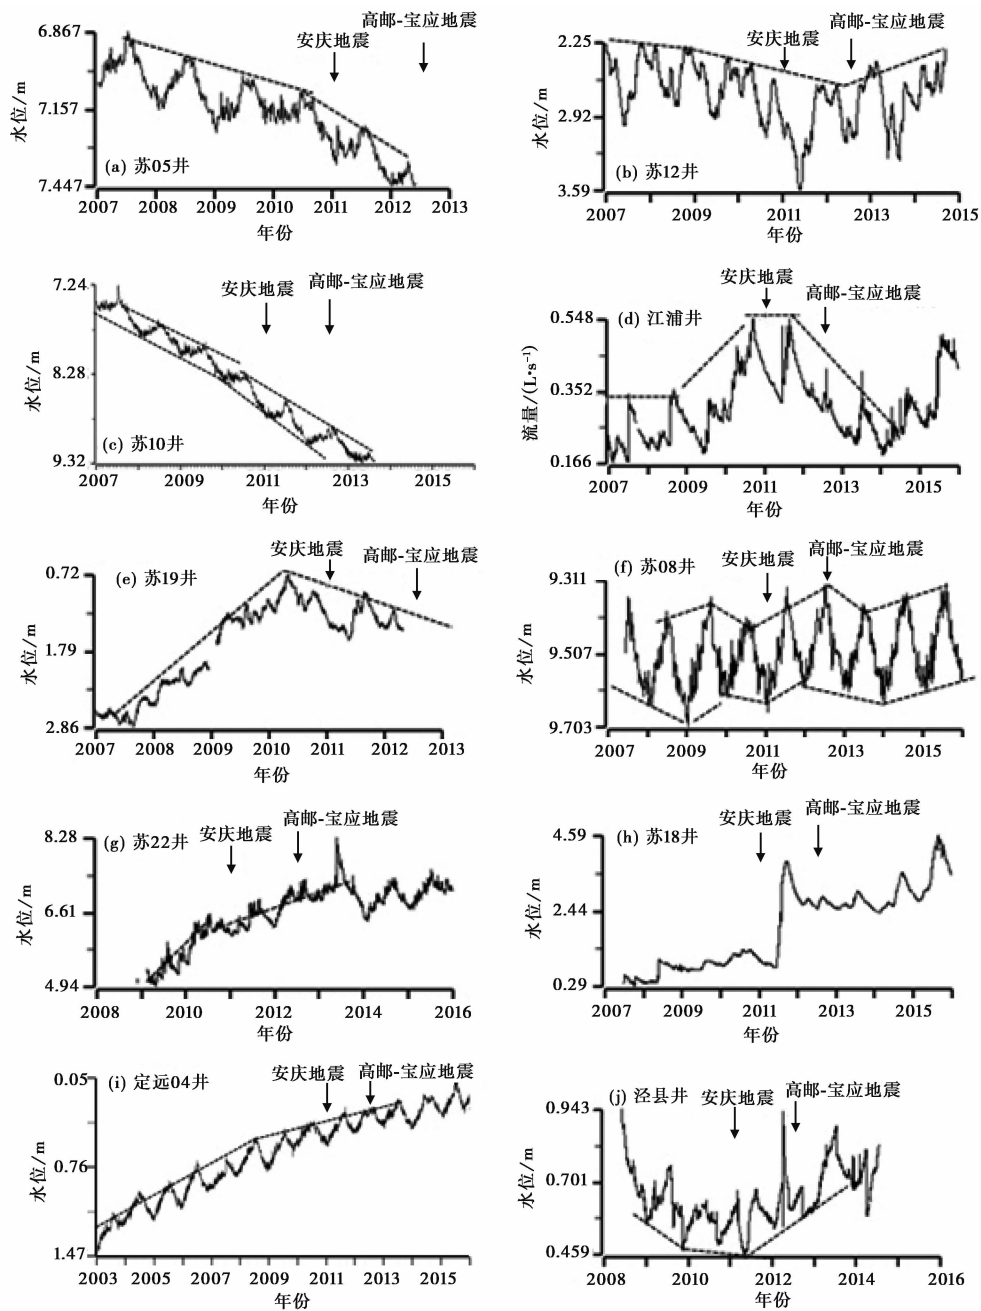 高邮-宝应地震
安庆地震
6.867
7.157
7.447
水位/m
(a) 苏05井
2007 2008 2009 2010 2011 2012 2013
年份
高邮-宝应地震
安庆地震
2.25
2.92
3.59
水位/m
(b) 苏12井
2007 2009 2011 2013 2015
年份
安庆地震
高邮-宝应地震
7.24
8.28
9.32
水位/m
(c) 苏10井
2007 2009 2011 2013 2015
年份
安庆地震
高邮-宝应地震
(d) 江浦井
0.548
0.352
0.166
流量/(L•s⁻¹)
2007 2009 2011 2013 2015
年份
安庆地震
高邮-宝应地震
(e) 苏19井
0.72
1.79
2.86
水位/m
2007 2008 2009 2010 2011 2012 2013
年份
高邮-宝应地震
安庆地震
(f) 苏08井
9.311
9.507
9.703
水位/m
2007 2009 2011 2013 2015
年份
高邮-宝应地震
安庆地震
(g) 苏22井
8.28
6.61
4.94
水位/m
2008 2010 2012 2014 2016
年份
高邮-宝应地震
安庆地震
(h) 苏18井
4.59
2.44
0.29
水位/m
2007 2009 2011 2013 2015
年份
安庆地震
高邮-宝应地震
(i) 定远04井
0.05
0.76
1.47
水位/m
2003 2005 2007 2009 2011 2013 2015
年份
高邮-宝应地震
安庆地震
(j) 泾县井
0.943
0.701
0.459
水位/m
2008 2010 2012 2014 2016
年份